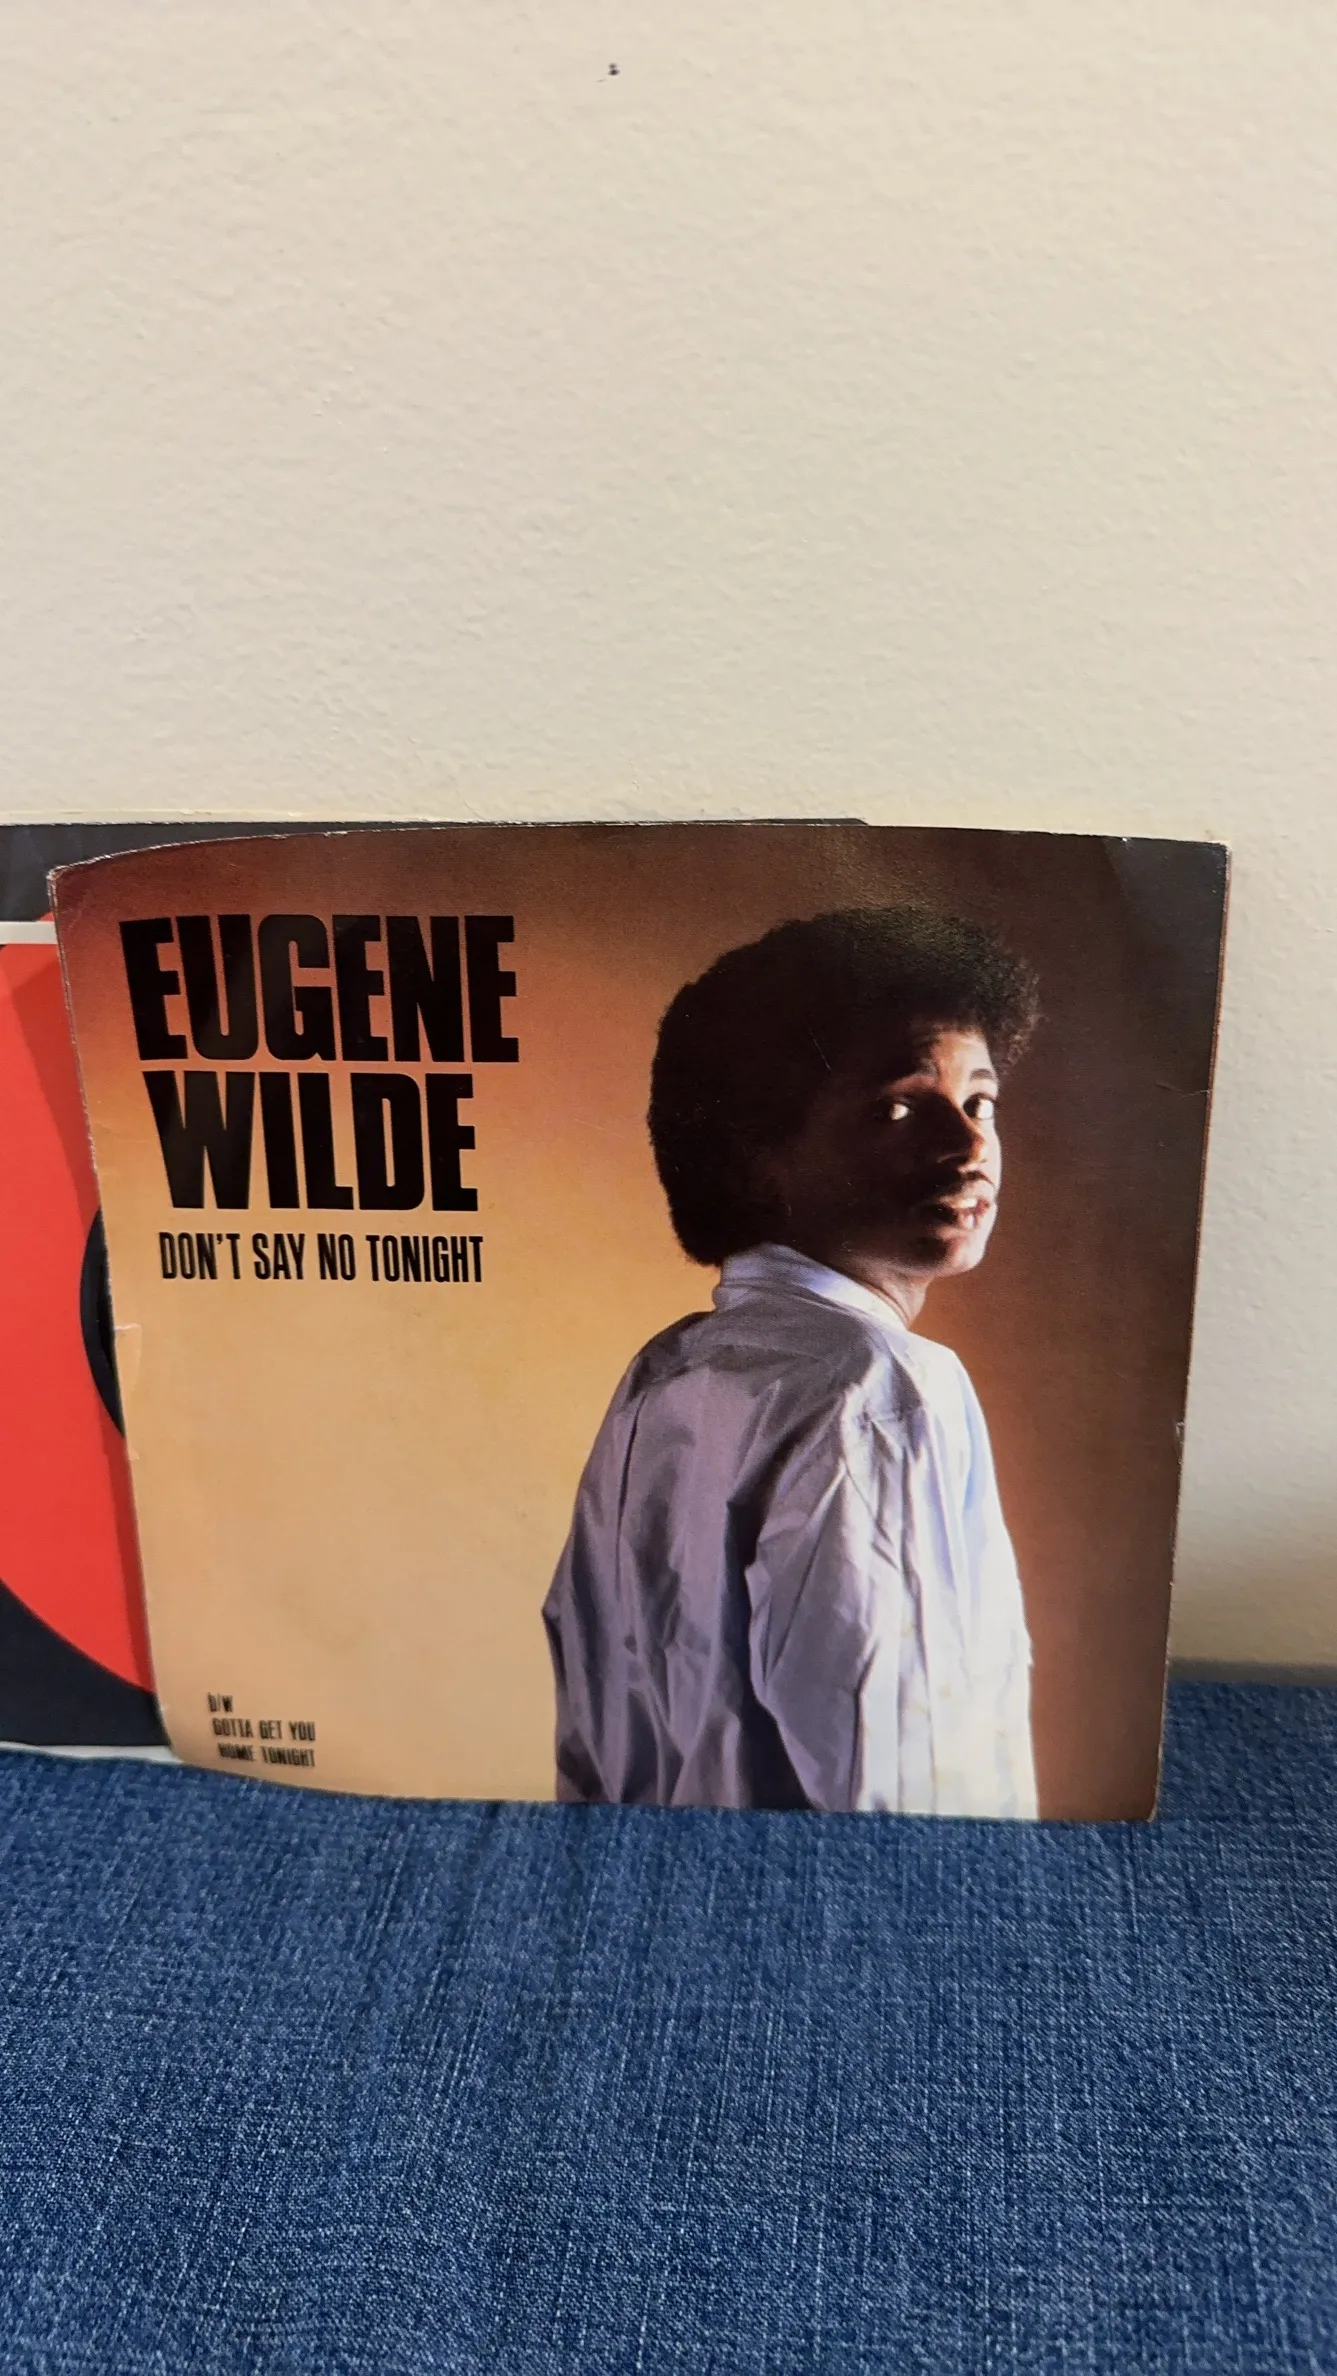 EUGENE
WILDE
DON'T SAY NO TONIGHT
b/w
GOTTA GET YOU
HOME TONIGHT